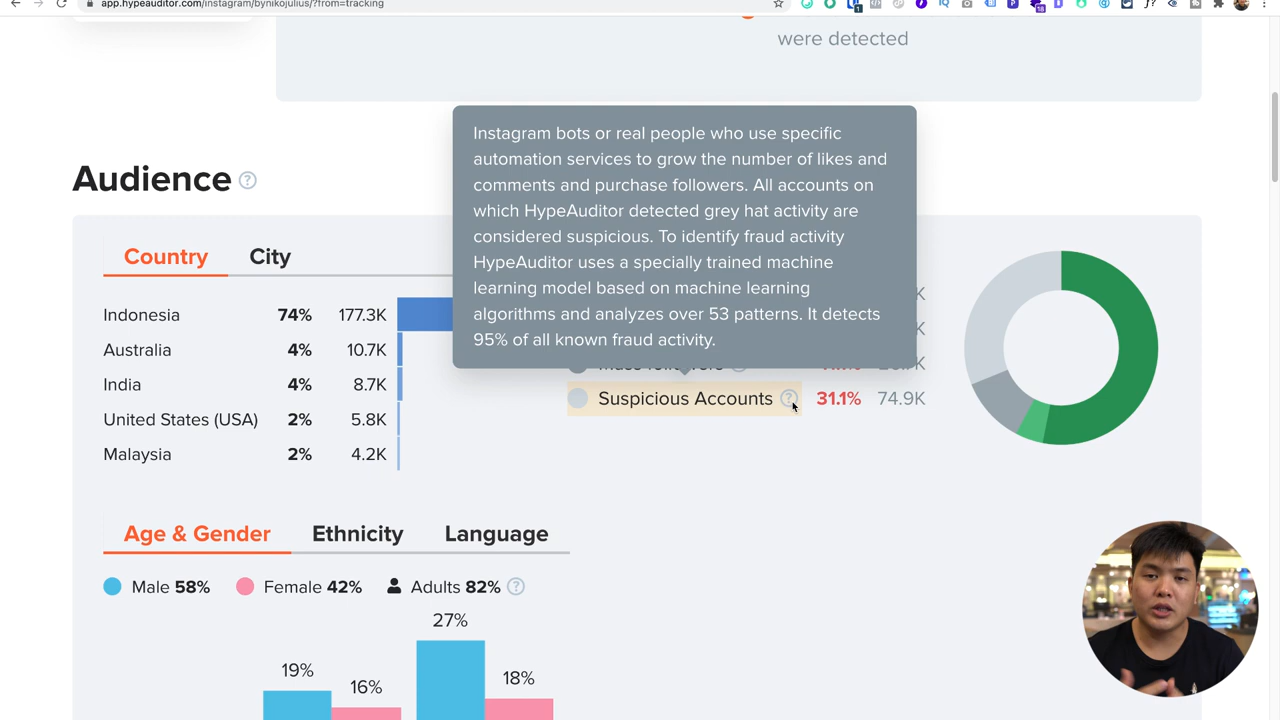 app.hypeauditor.com/instagram/bynikojulius/?from=tracking
were detected
Instagram bots or real people who use specific
automation services to grow the number of likes and
comments and purchase followers. All accounts on
which HypeAuditor detected grey hat activity are
considered suspicious. To identify fraud activity
HypeAuditor uses a specially trained machine
learning model based on machine learning
algorithms and analyzes over 53 patterns. It detects
95% of all known fraud activity.
Audience ?
Country City
Indonesia 74% 177.3K
Australia 4% 10.7K
India 4% 8.7K
United States (USA) 2% 5.8K
Malaysia 2% 4.2K
K
K
K
Suspicious Accounts ? 31.1% 74.9K
Age & Gender Ethnicity Language
Male 58% Female 42% Adults 82% ?
27%
19%
16%
18%